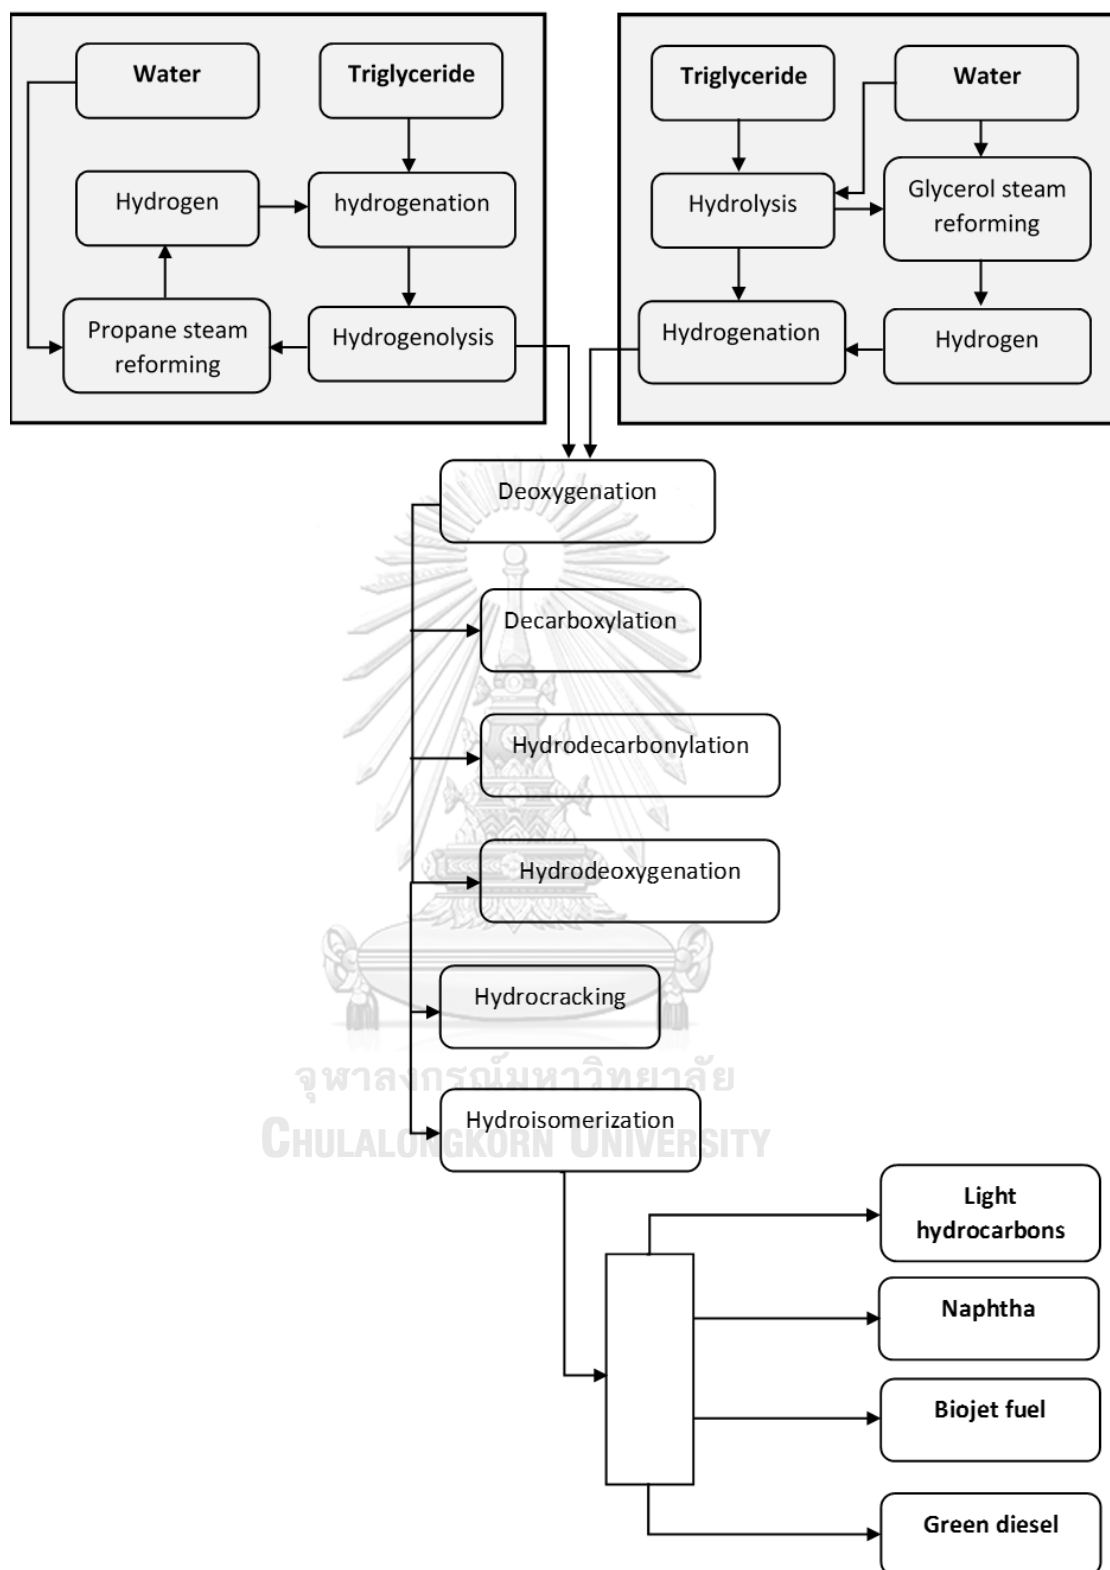 Water
Triglyceride
Hydrogen
hydrogenation
Propane steam
reforming
Hydrogenolysis
Triglyceride
Water
Hydrolysis
Glycerol steam
reforming
Hydrogenation
Hydrogen
Deoxygenation
Decarboxylation
Hydrodecarbonylation
Hydrodeoxygenation
Hydrocracking
จุฬาลงกรณ์มหาวิทยาลัย
Hydroisomerization
CHULALONGKORN UNIVERSITY
Light
hydrocarbons
Naphtha
Biojet fuel
Green diesel